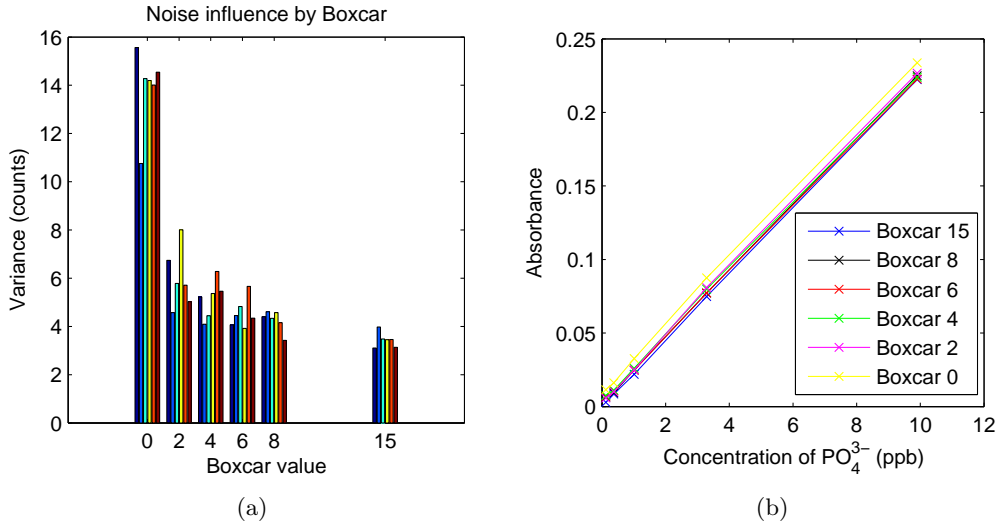 Noise influence by Boxcar
16
14
12
10
8
6
4
2
0
Variance (counts)
0 2 4 6 8 15
Boxcar value
(a)
0.25
0.2
0.15
0.1
0.05
0
Absorbance
0 2 4 6 8 10 12
Concentration of PO₄³⁻ (ppb)
Boxcar 15
Boxcar 8
Boxcar 6
Boxcar 4
Boxcar 2
Boxcar 0
(b)